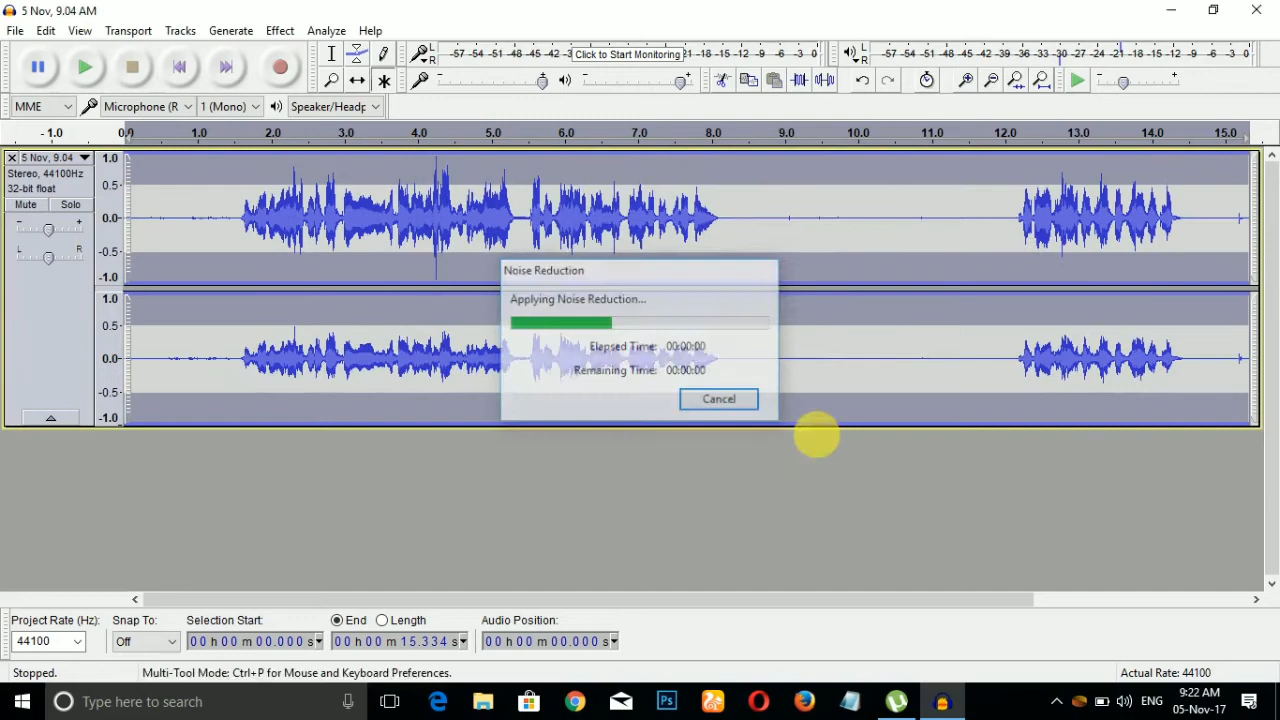 5 Nov, 9.04 AM
File Edit View Transport Tracks Generate Effect Analyze Help
L R -57 -54 -51 -48 -45 -42 -3 Click to Start Monitoring 21 -18 -15 -12 -9 -6 -3 0
L R -57 -54 -51 -48 -45 -42 -39 -36 -33 -30 -27 -24 -21 -18 -15 -12 -9 -6 -3 0
- + - + - +
MME Microphone (R 1 (Mono) Speaker/Headp
- 1.0 0.0 1.0 2.0 3.0 4.0 5.0 6.0 7.0 8.0 9.0 10.0 11.0 12.0 13.0 14.0 15.0
5 Nov, 9.04
Stereo, 44100Hz
32-bit float
Mute Solo
- +
L R
1.0
0.5
0.0
-0.5
-1.0
1.0
0.5
0.0
-0.5
-1.0
Noise Reduction
Applying Noise Reduction...
Elapsed Time: 00:00:00
Remaining Time: 00:00:00
Cancel
Project Rate (Hz): Snap To: Selection Start: End Length Audio Position:
44100 Off 00 h 00 m 00.000 s 00 h 00 m 15.334 s 00 h 00 m 00.000 s
Stopped. Multi-Tool Mode: Ctrl+P for Mouse and Keyboard Preferences. Actual Rate: 44100
Type here to search Ps ENG 9:22 AM
05-Nov-17